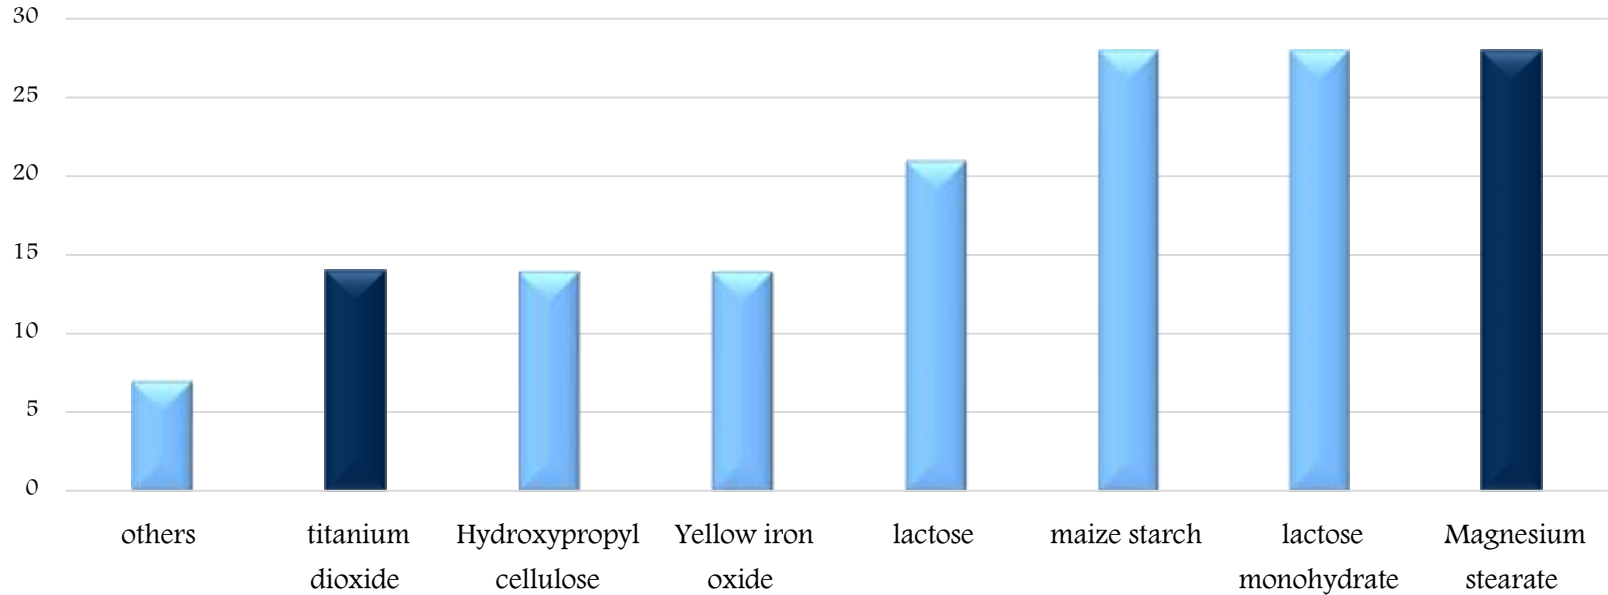 30
25
20
15
10
5
0
others
titanium
dioxide
Hydroxypropyl
cellulose
Yellow iron
oxide
lactose
maize starch
lactose
monohydrate
Magnesium
stearate